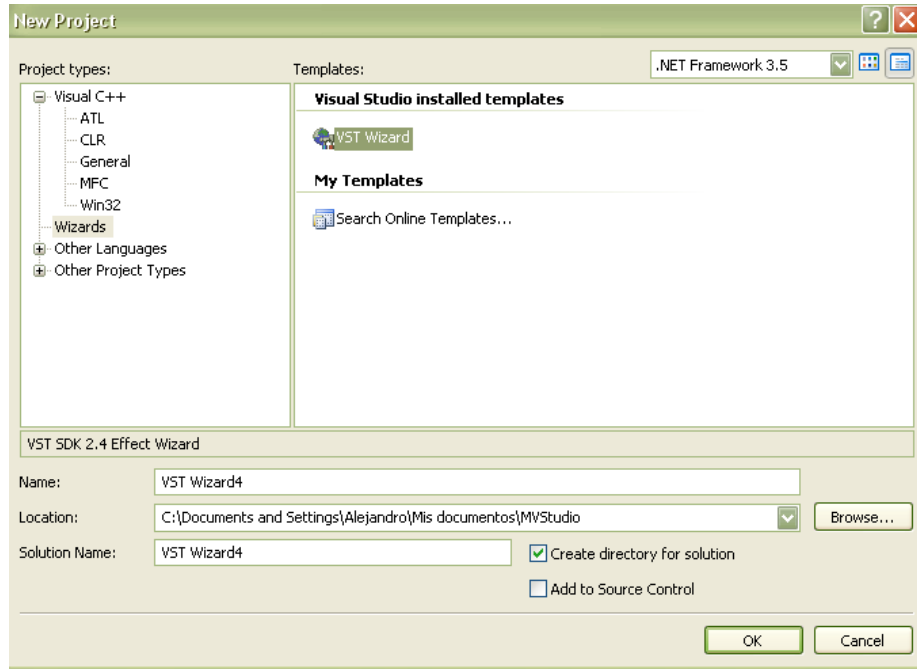 New Project
Project types:
Templates:
.NET Framework 3.5
Visual C++
ATL
CLR
General
MFC
Win32
Wizards
Other Languages
Other Project Types
Visual Studio installed templates
VST Wizard
My Templates
Search Online Templates...
VST SDK 2.4 Effect Wizard
Name:
VST Wizard4
Location:
C:\Documents and Settings\Alejandro\Mis documentos\MVStudio
Browse...
Solution Name:
VST Wizard4
Create directory for solution
Add to Source Control
OK
Cancel